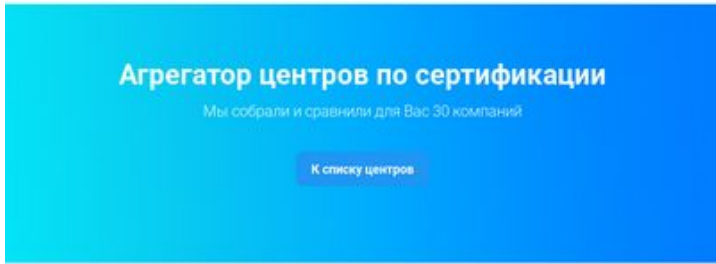 Агрегатор центров по сертификации
Мы собрали и сравнили для Вас 30 компаний
К списку центров